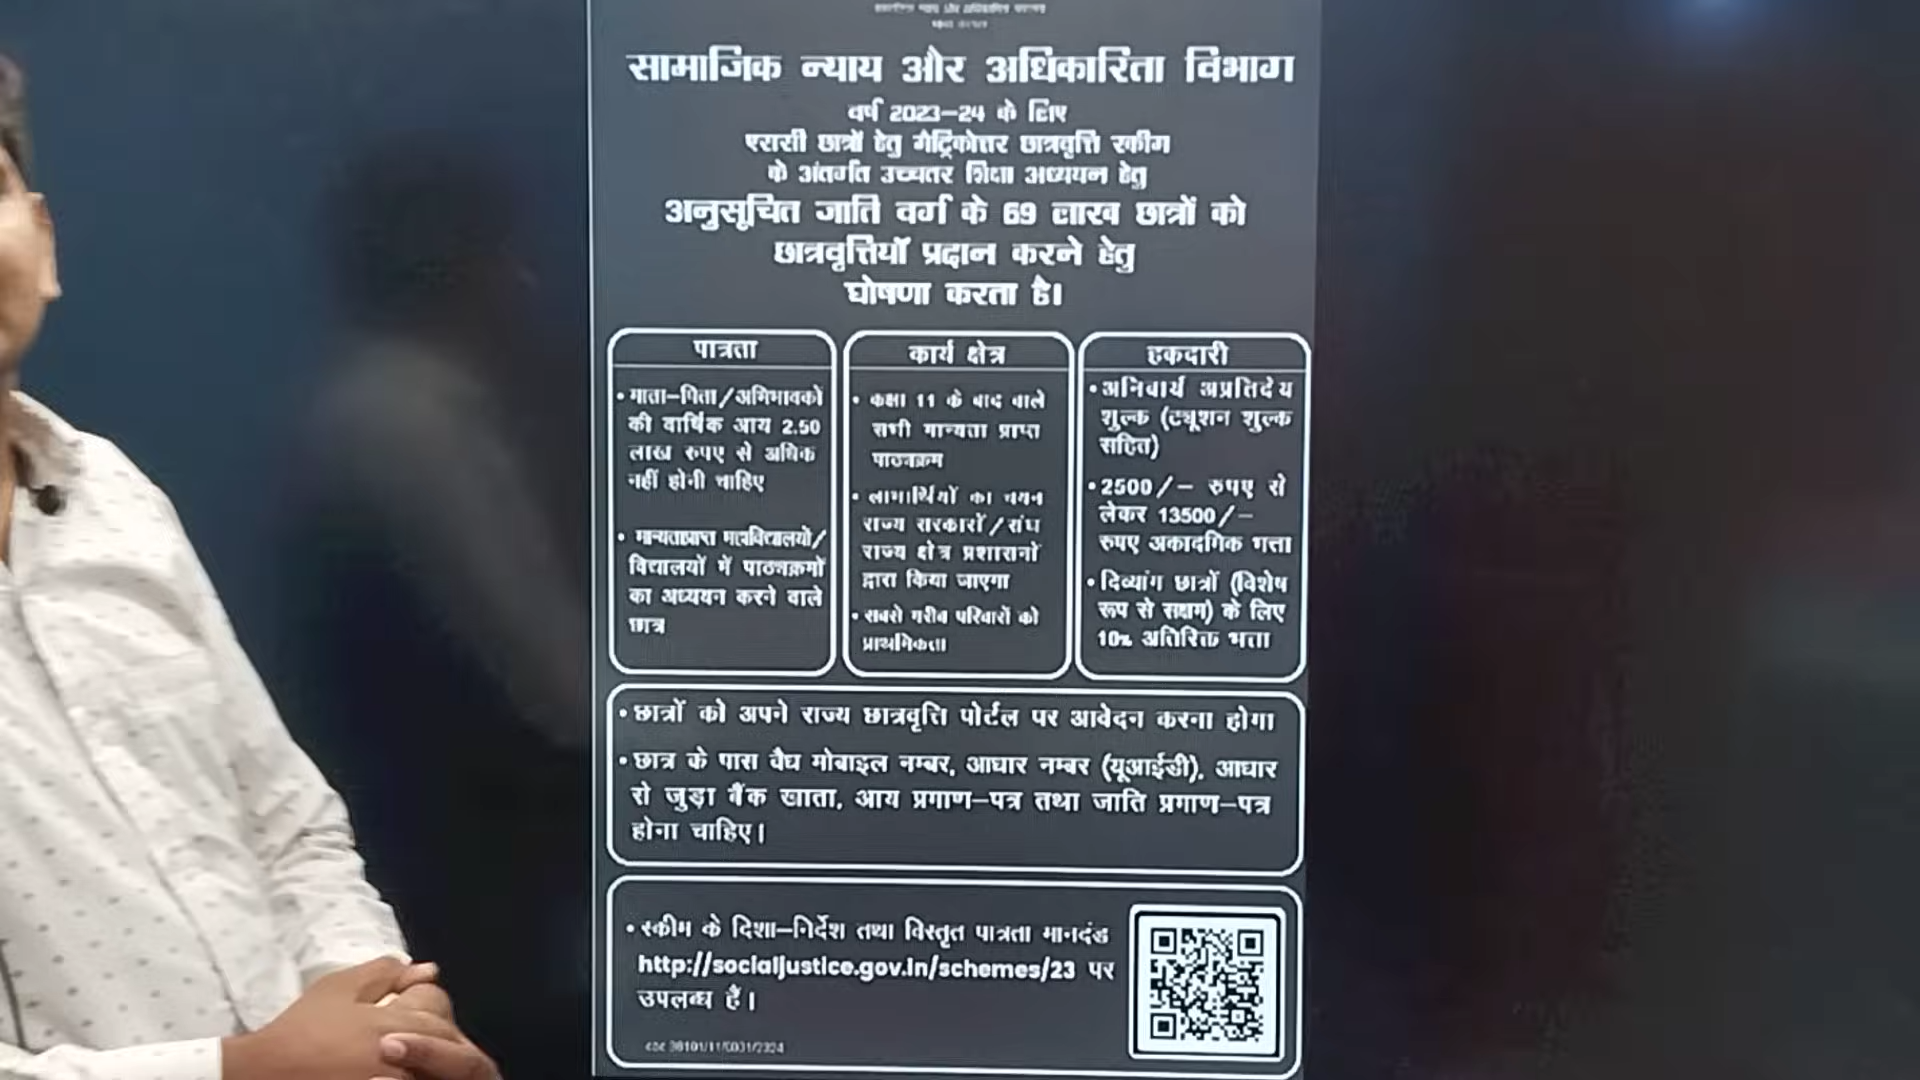 सामाजिक न्याय और अधिकारिता विभाग
वर्ष 2023-24 के लिए
एससी छात्रों हेतु मैट्रिकोत्तर छात्रवृत्ति स्कीम
के अंतर्गत उच्चतर शिक्षा अध्ययन हेतु
अनुसूचित जाति वर्ग के 69 लाख छात्रों को
छात्रवृत्तियाँ प्रदान करने हेतु
घोषणा करता है।
पात्रता
• माता-पिता/अभिभावकों
की वार्षिक आय 2.50
लाख रुपए से अधिक
नहीं होनी चाहिए
• मान्यताप्राप्त महाविद्यालयों/
विद्यालयों में पाठ्यक्रमों
का अध्ययन करने वाले
छात्र
कार्य क्षेत्र
• कक्षा 11 के बाद वाले
सभी मान्यता प्राप्त
पाठ्यक्रम
• लाभार्थियों का चयन
राज्य सरकारों/संघ
राज्य क्षेत्र प्रशासनों
द्वारा किया जाएगा
• सबसे गरीब परिवारों को
प्राथमिकता
हकदारी
• अनिवार्य अप्रतिदेय
शुल्क (ट्यूशन शुल्क
सहित)
• 2500/- रुपए से
लेकर 13500/-
रुपए अकादमिक भत्ता
• दिव्यांग छात्रों (विशेष
रूप से सक्षम) के लिए
10% अतिरिक्त भत्ता
• छात्रों को अपने राज्य छात्रवृत्ति पोर्टल पर आवेदन करना होगा
• छात्र के पास वैध मोबाइल नम्बर, आधार नम्बर (यूआईडी), आधार
से जुड़ा बैंक खाता, आय प्रमाण-पत्र तथा जाति प्रमाण-पत्र
होना चाहिए।
• स्कीम के दिशा-निर्देश तथा विस्तृत पात्रता मानदंड
http://socialjustice.gov.in/schemes/23 पर
उपलब्ध हैं।